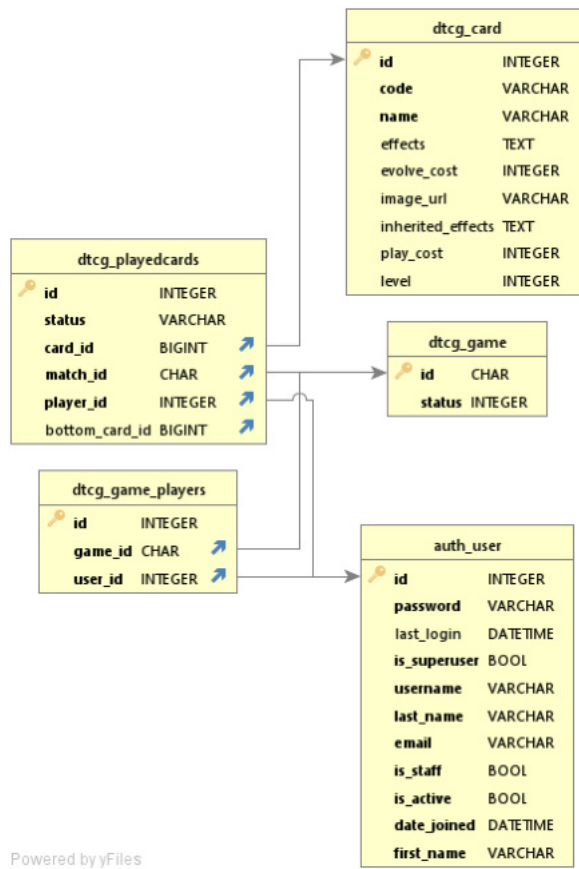 dtcg_card
id INTEGER
code VARCHAR
name VARCHAR
effects TEXT
evolve_cost INTEGER
image_url VARCHAR
inherited_effects TEXT
play_cost INTEGER
level INTEGER
dtcg_playedcards
id INTEGER
status VARCHAR
card_id BIGINT
match_id CHAR
player_id INTEGER
bottom_card_id BIGINT
dtcg_game
id CHAR
status INTEGER
dtcg_game_players
id INTEGER
game_id CHAR
user_id INTEGER
auth_user
id INTEGER
password VARCHAR
last_login DATETIME
is_superuser BOOL
username VARCHAR
last_name VARCHAR
email VARCHAR
is_staff BOOL
is_active BOOL
date_joined DATETIME
first_name VARCHAR
Powered by yFiles